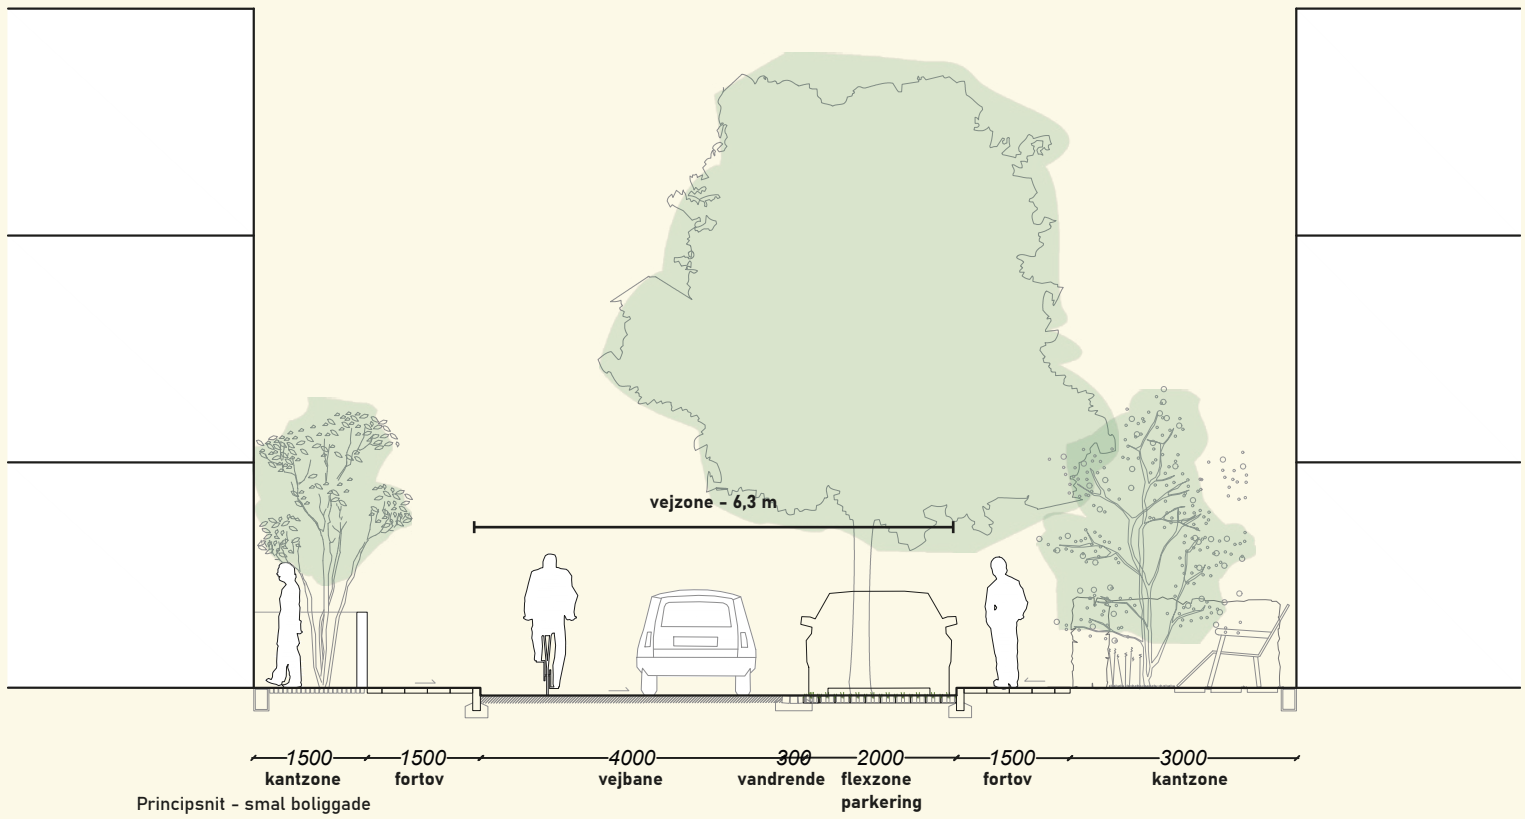 vejzone - 6,3 m
1500 1500 4000 300 2000 1500 3000
kantzone fortov vejbane vandrende flexzone fortov kantzone
parkering
Principsnit - smal boliggade